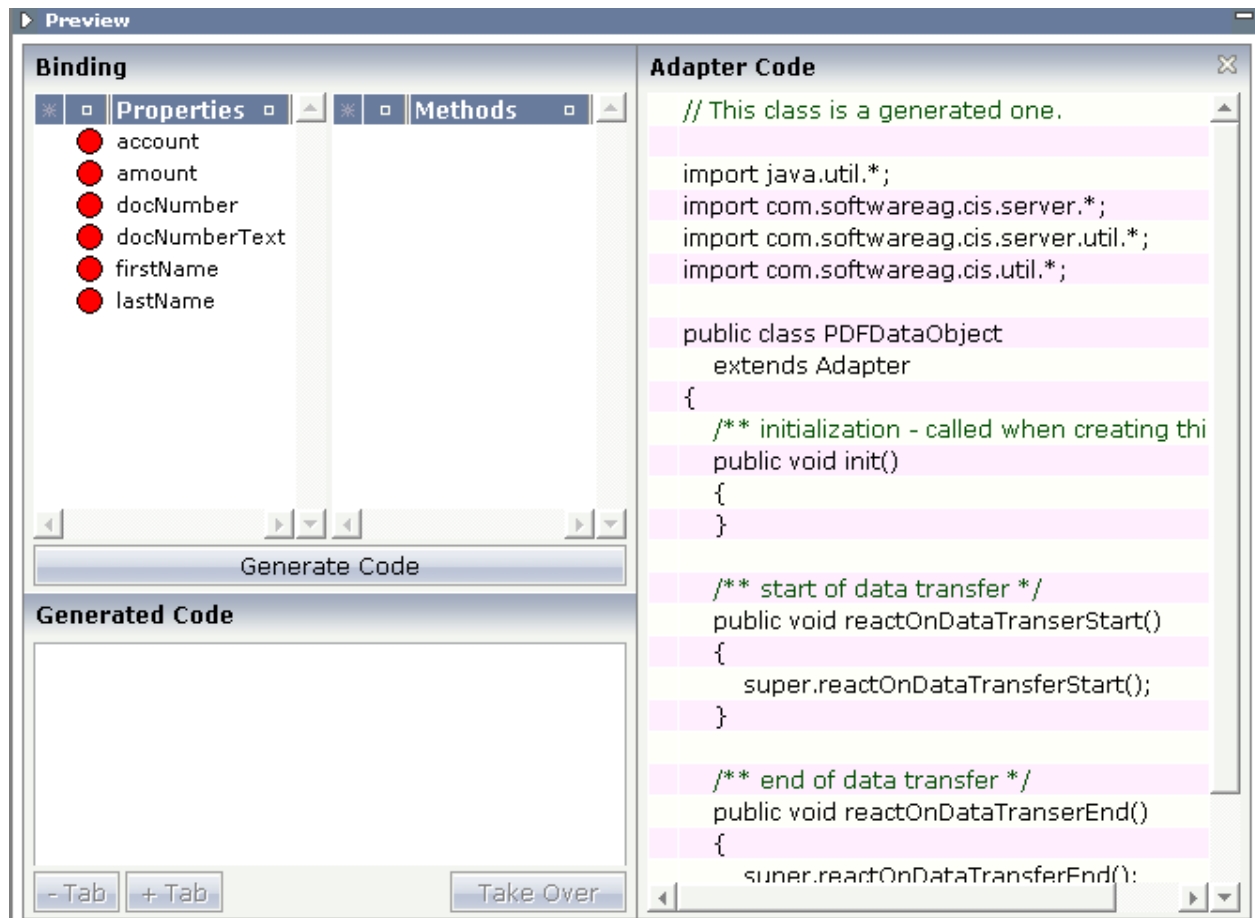 Preview
Binding
Properties
Methods
account
amount
docNumber
docNumberText
firstName
lastName
Generate Code
Generated Code
- Tab
+ Tab
Take Over
Adapter Code
// This class is a generated one.
import java.util.*;
import com.softwareag.cis.server.*;
import com.softwareag.cis.server.util.*;
import com.softwareag.cis.util.*;
public class PDFDataObject
extends Adapter
{
/** initialization - called when creating thi
public void init()
{
}
/** start of data transfer */
public void reactOnDataTranserStart()
{
super.reactOnDataTransferStart();
}
/** end of data transfer */
public void reactOnDataTranserEnd()
{
super.reactOnDataTransferEnd();